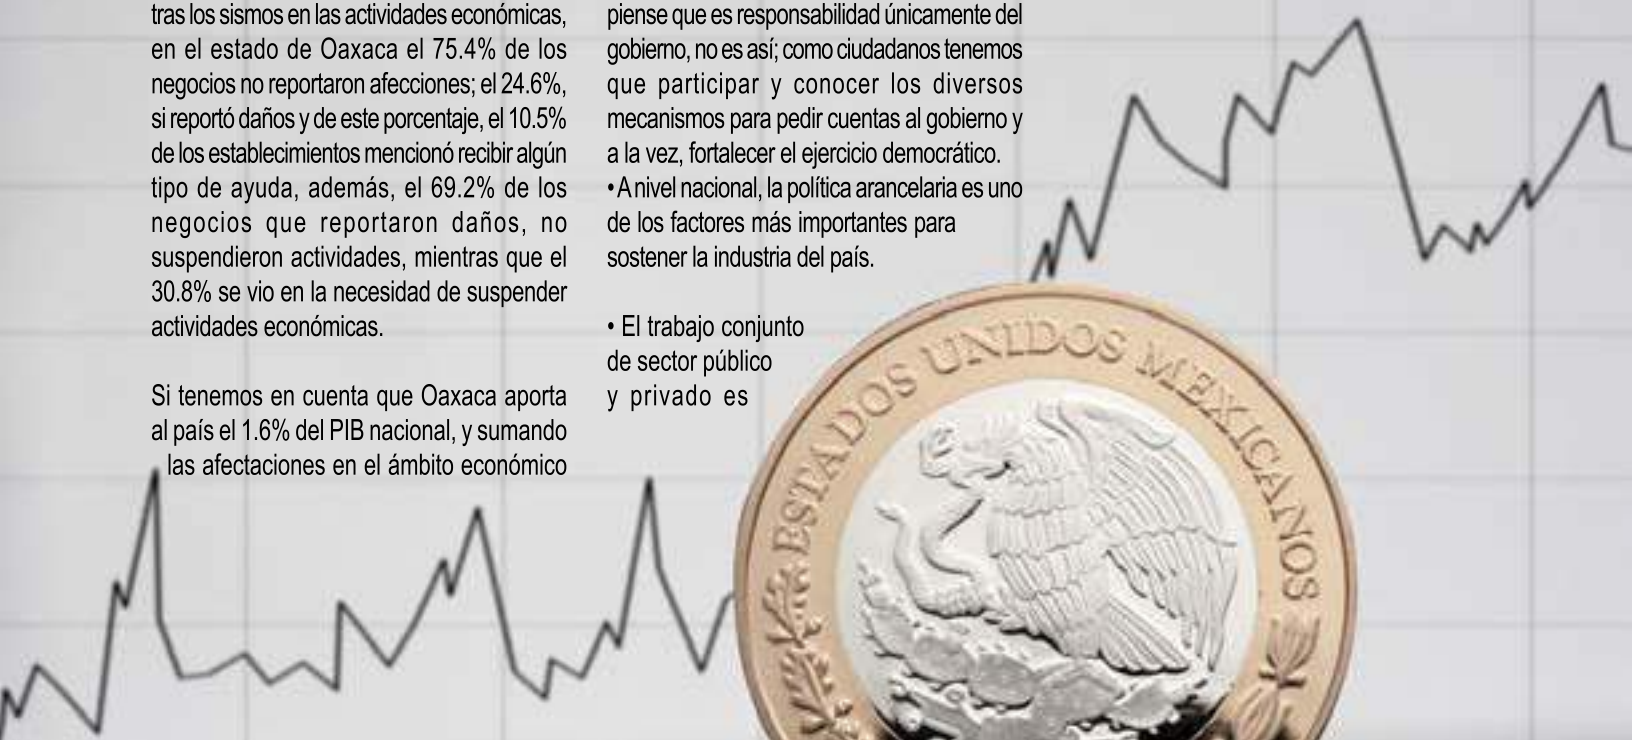 tras los sismos en las actividades económicas,
en el estado de Oaxaca el 75.4% de los
negocios no reportaron afecciones; el 24.6%,
si reportó daños y de este porcentaje, el 10.5%
de los establecimientos mencionó recibir algún
tipo de ayuda, además, el 69.2% de los
negocios que reportaron daños, no
suspendieron actividades, mientras que el
30.8% se vio en la necesidad de suspender
actividades económicas.
Si tenemos en cuenta que Oaxaca aporta
al país el 1.6% del PIB nacional, y sumando
las afectaciones en el ámbito económico
piense que es responsabilidad únicamente del
gobierno, no es así; como ciudadanos tenemos
que participar y conocer los diversos
mecanismos para pedir cuentas al gobierno y
a la vez, fortalecer el ejercicio democrático.
• A nivel nacional, la política arancelaria es uno
de los factores más importantes para
sostener la industria del país.
• El trabajo conjunto
de sector público
y privado es
ESTADOS UNIDOS MEXICANOS